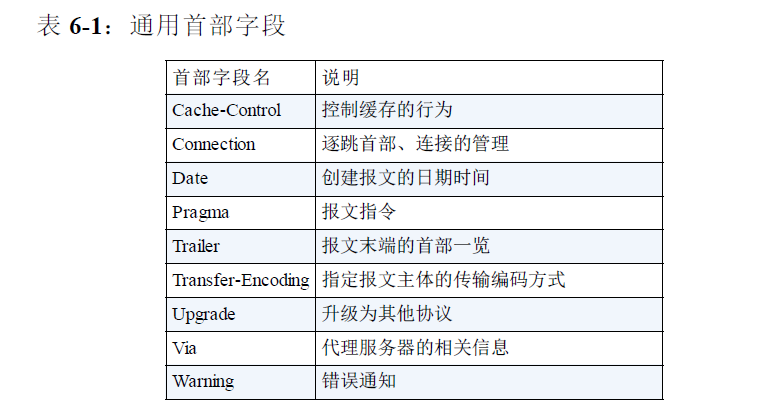 表 6-1：通用首部字段
首部字段名 说明
Cache-Control 控制缓存的行为
Connection 逐跳首部、连接的管理
Date 创建报文的日期时间
Pragma 报文指令
Trailer 报文末端的首部一览
Transfer-Encoding 指定报文主体的传输编码方式
Upgrade 升级为其他协议
Via 代理服务器的相关信息
Warning 错误通知